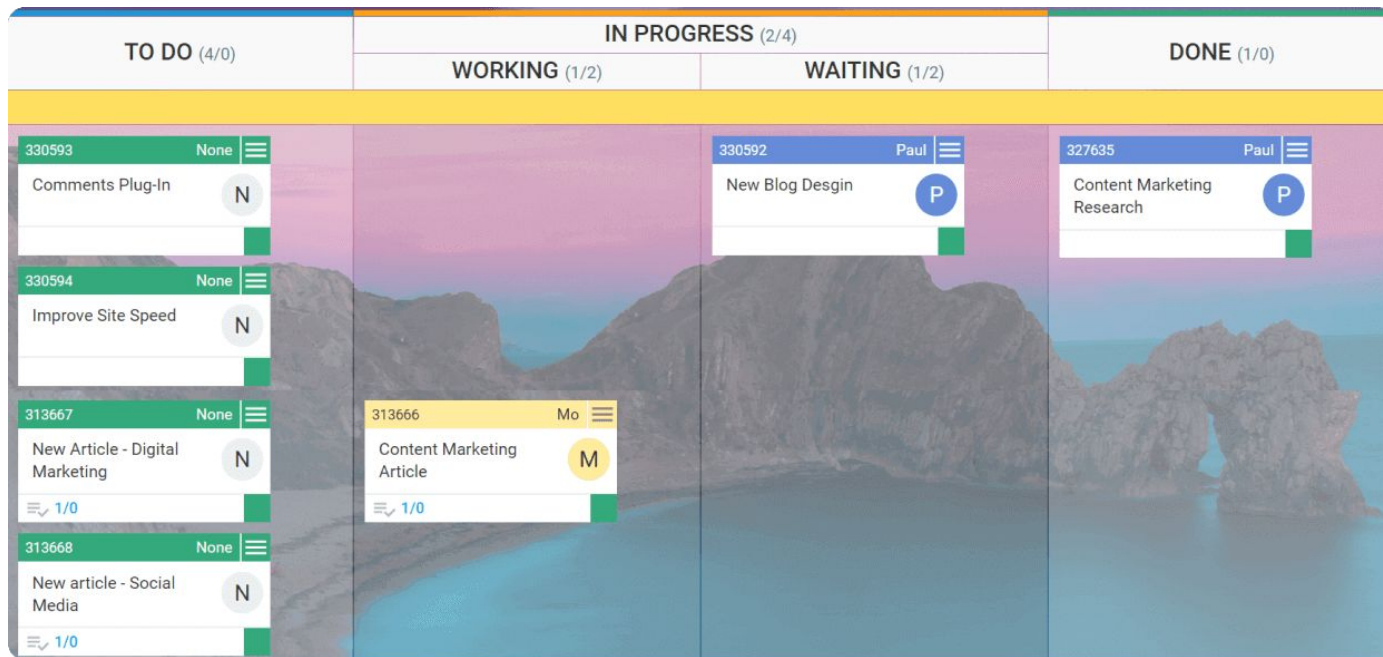 TO DO (4/0)
IN PROGRESS (2/4)
WORKING (1/2)
WAITING (1/2)
DONE (1/0)
330593 None
Comments Plug-In
N
330594 None
Improve Site Speed
N
313667 None
New Article - Digital
Marketing
N
1/0
313668 None
New article - Social
Media
N
1/0
313666 Mo
Content Marketing
Article
M
1/0
330592 Paul
New Blog Desgin
P
327635 Paul
Content Marketing
Research
P